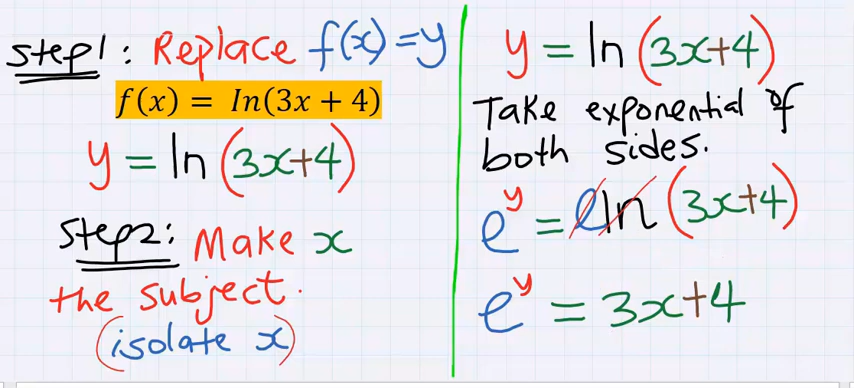 Step1: Replace f(x)=y
f(x) = In(3x + 4)
y = ln(3x+4)
Step2: Make x
the subject.
(isolate x)
y = ln(3x+4)
Take exponential of
both sides.
e^y = eln(3x+4)
e^y = 3x+4